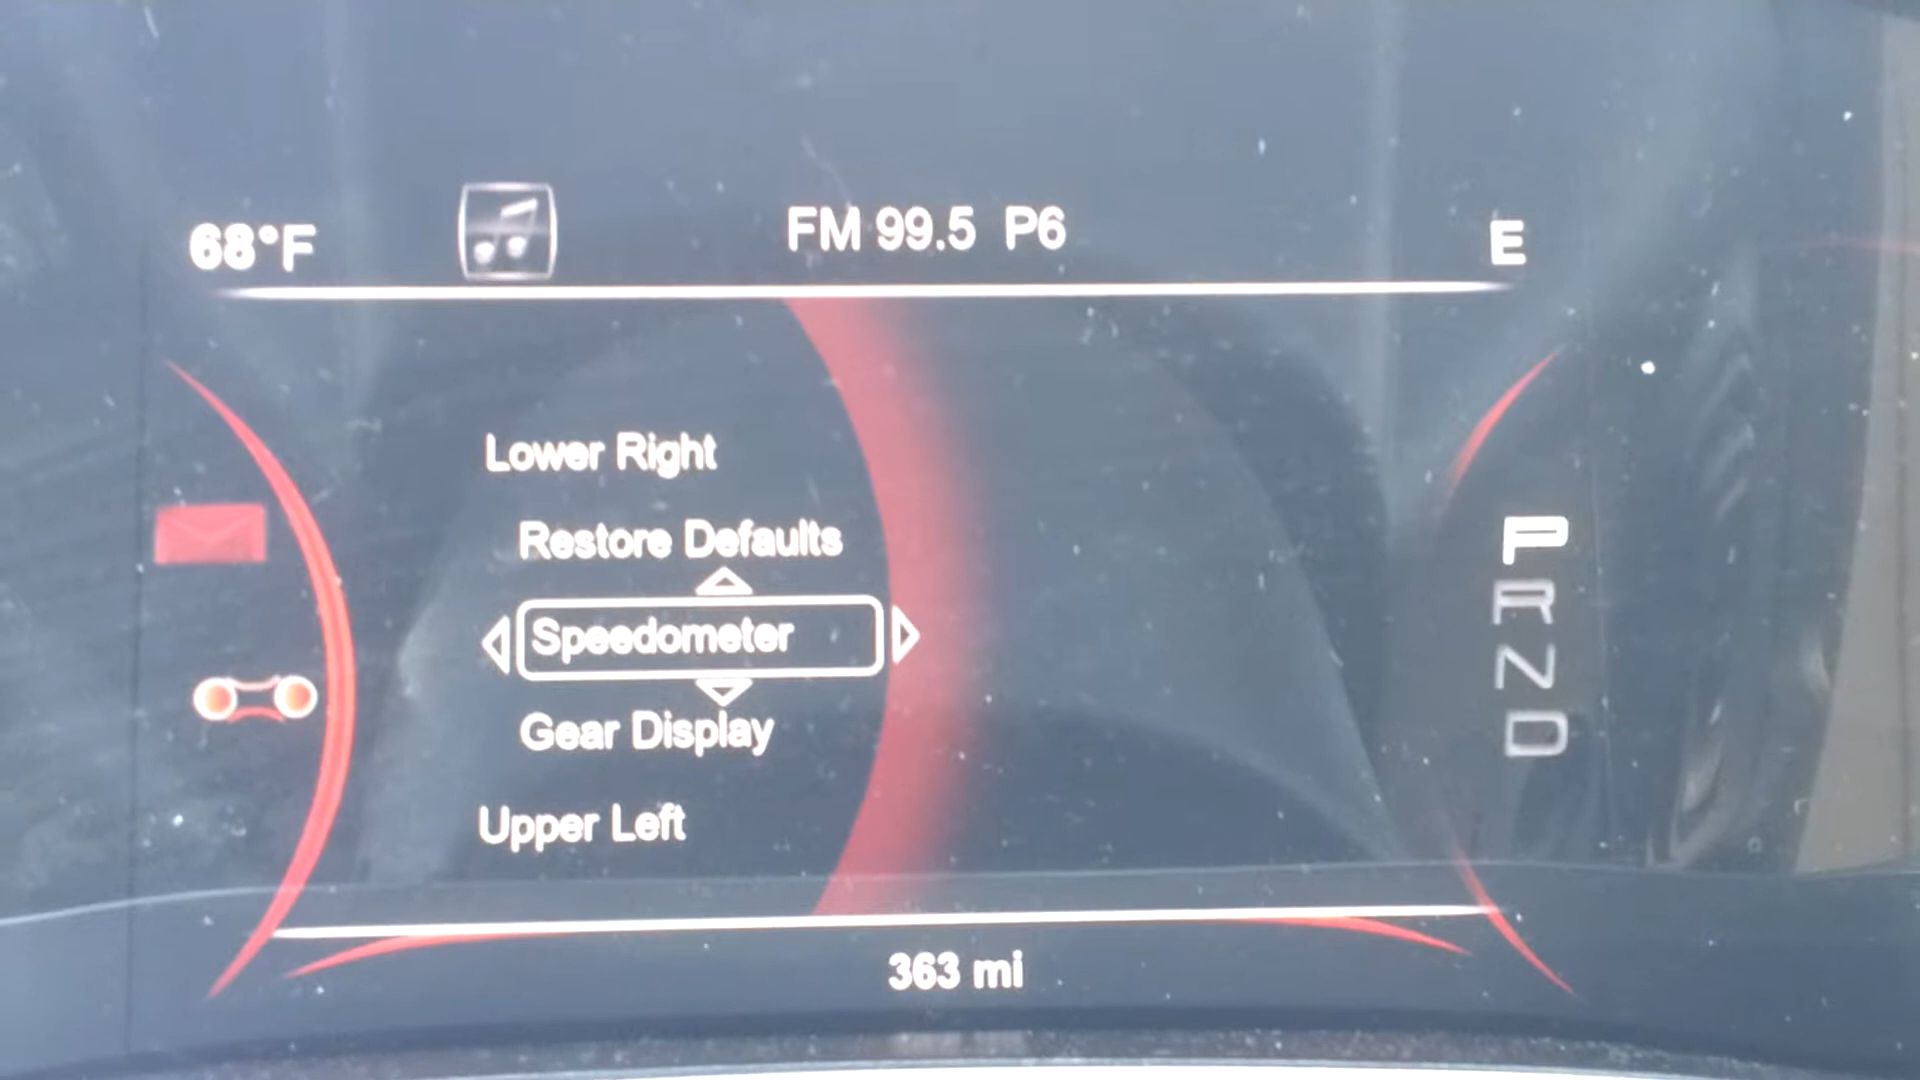 68°F FM 99.5 P6 E
Lower Right
Restore Defaults
Speedometer
Gear Display
Upper Left
P
R
N
D
363 mi